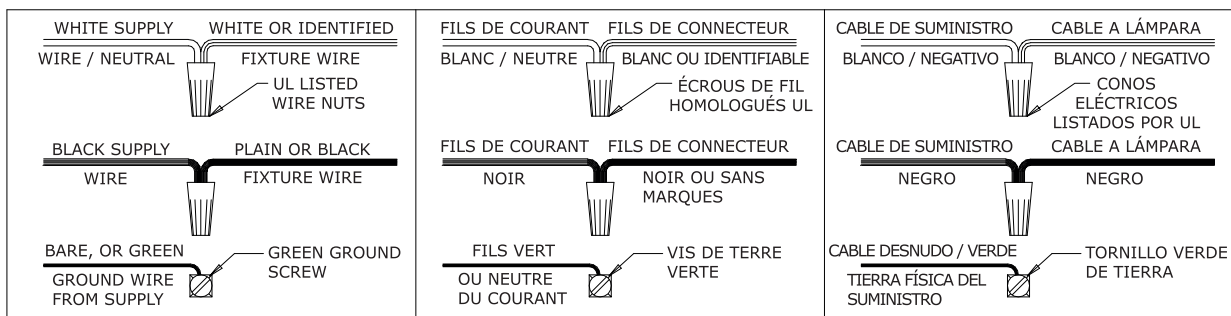 WHITE SUPPLY
WHITE OR IDENTIFIED
WIRE / NEUTRAL
FIXTURE WIRE
UL LISTED
WIRE NUTS
BLACK SUPPLY
PLAIN OR BLACK
WIRE
FIXTURE WIRE
BARE, OR GREEN
GROUND WIRE
FROM SUPPLY
GREEN GROUND
SCREW
FILS DE COURANT
FILS DE CONNECTEUR
BLANC / NEUTRE
BLANC OU IDENTIFIABLE
ÉCROUS DE FIL
HOMOLOGUÉS UL
FILS DE COURANT
FILS DE CONNECTEUR
NOIR
NOIR OU SANS
MARQUES
FILS VERT
OU NEUTRE
DU COURANT
VIS DE TERRE
VERTE
CABLE DE SUMINISTRO
CABLE A LÁMPARA
BLANCO / NEGATIVO
BLANCO / NEGATIVO
CONOS
ELÉCTRICOS
LISTADOS POR UL
CABLE DE SUMINISTRO
CABLE A LÁMPARA
NEGRO
NEGRO
CABLE DESNUDO / VERDE
TIERRA FÍSICA DEL
SUMINISTRO
TORNILLO VERDE
DE TIERRA